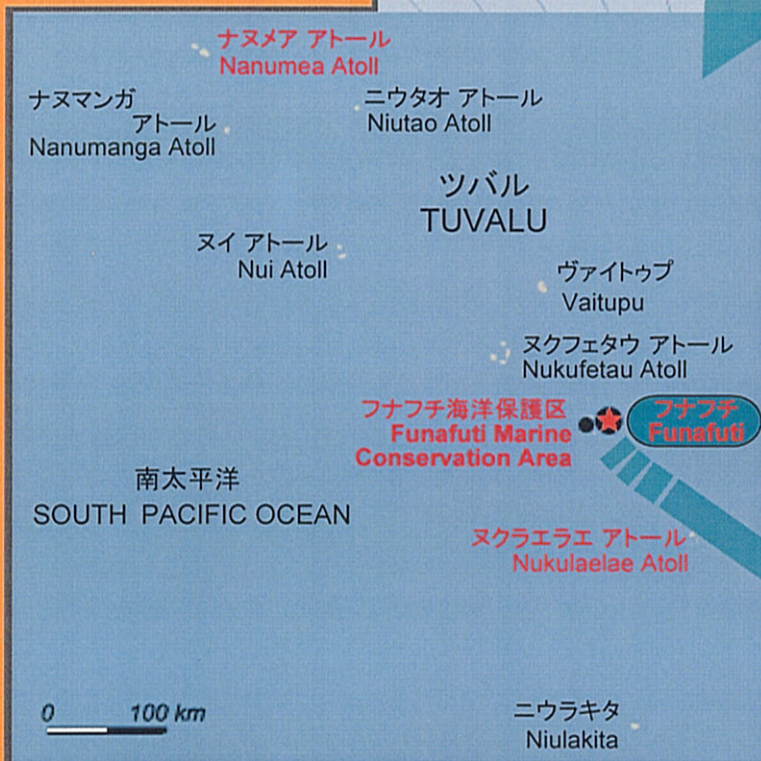 ナヌメア アトール
Nanumea Atoll
ナヌマンガ
アトール
Nanumanga Atoll
ニウタオ アトール
Niutao Atoll
ツバル
TUVALU
ヌイ アトール
Nui Atoll
ヴァイトゥプ
Vaitupu
ヌクフェタウ アトール
Nukufetau Atoll
フナフチ海洋保護区
Funafuti Marine
Conservation Area
フナフチ
Funafuti
南太平洋
SOUTH PACIFIC OCEAN
ヌクラエラエ アトール
Nukulaelae Atoll
0 100 km
ニウラキタ
Niulakita